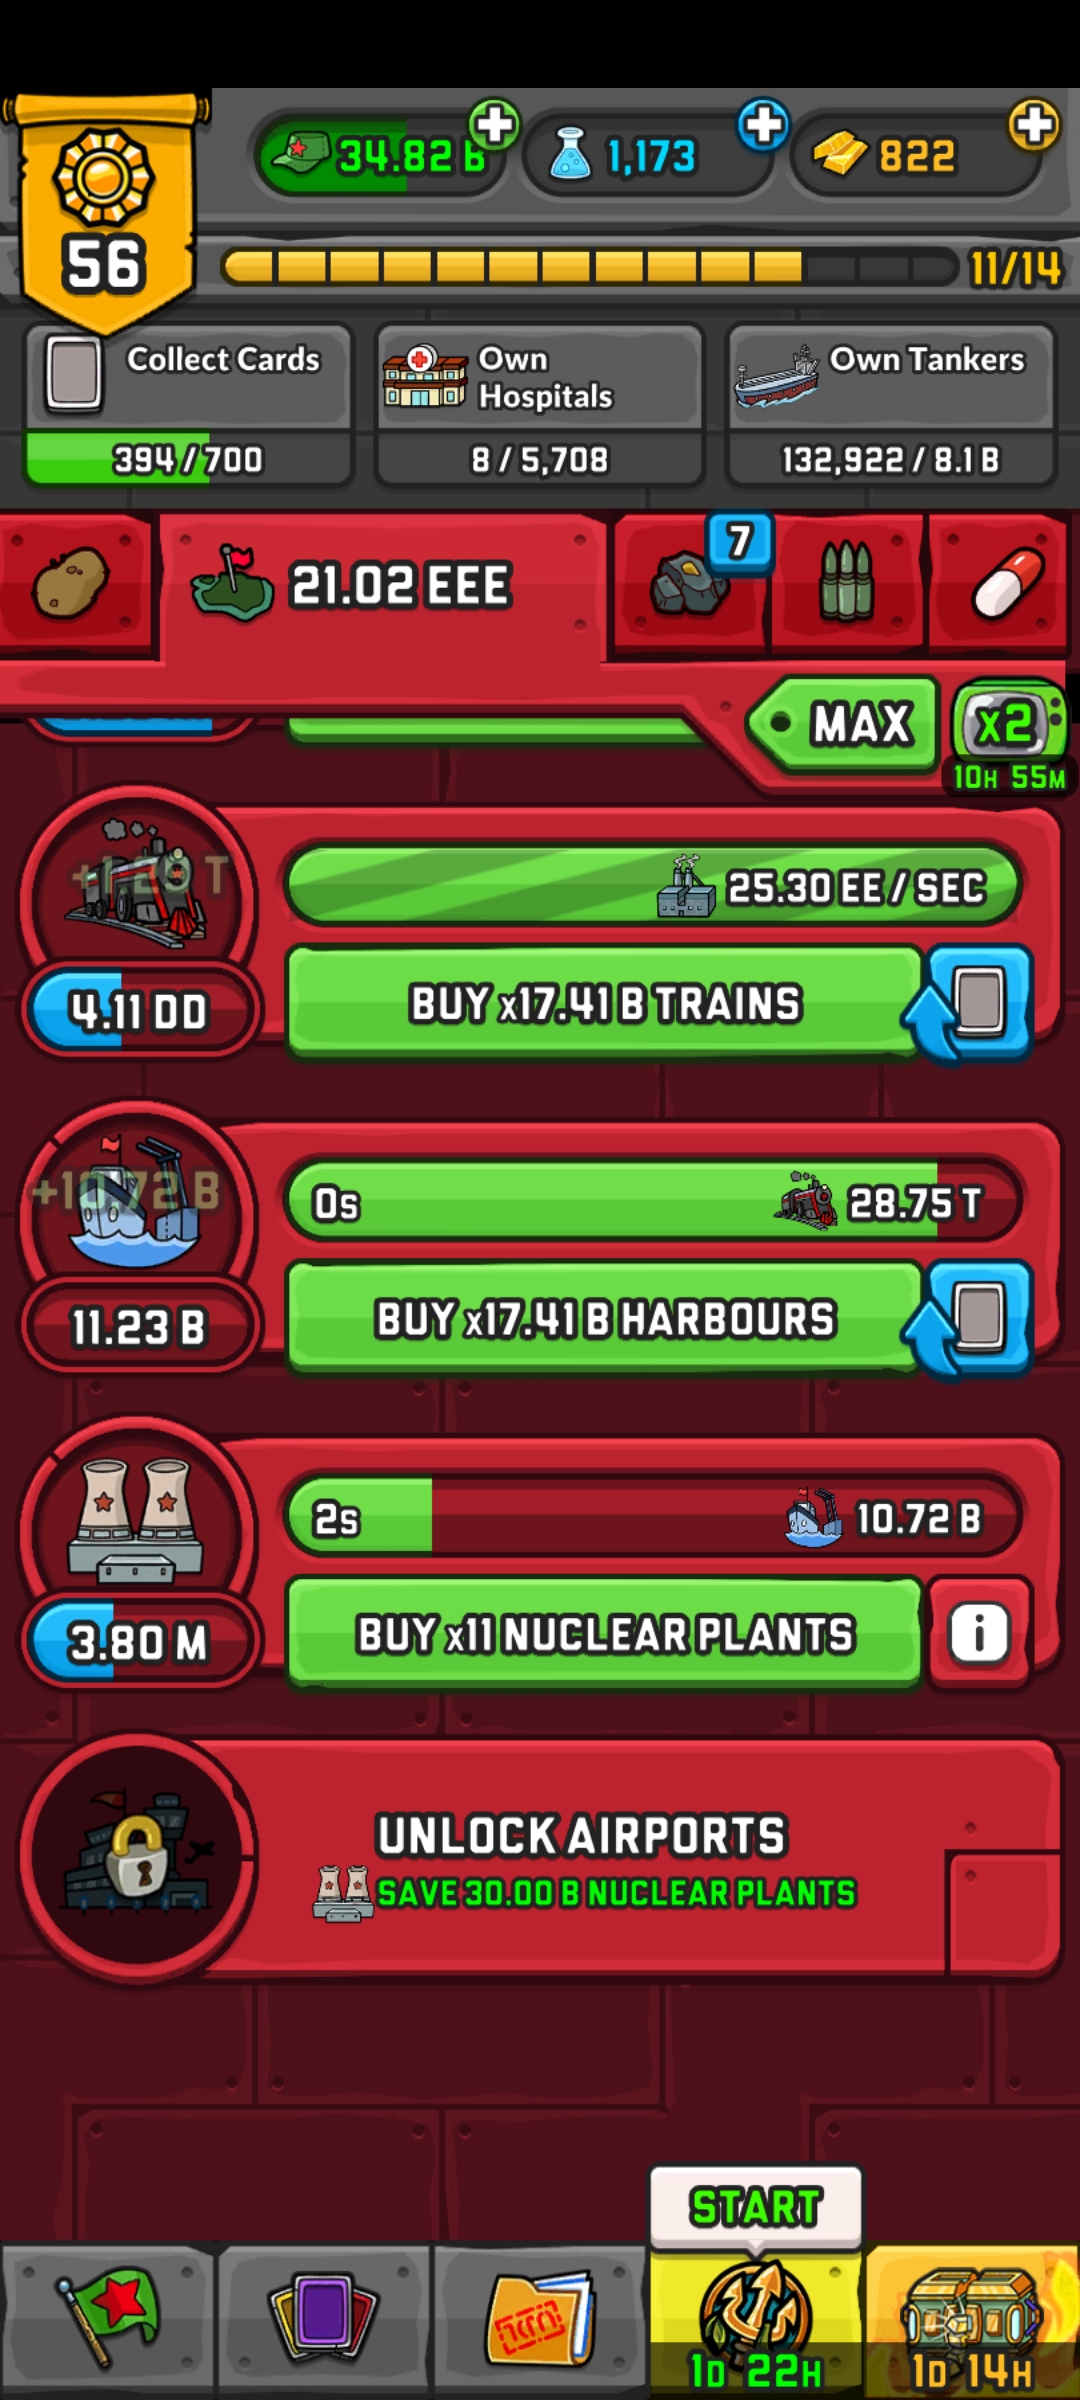 34.82 B
1,173
822
56
11/14
Collect Cards
394 / 700
Own
Hospitals
8 / 5,708
Own Tankers
132,922 / 8.1 B
21.02 EEE
7
MAX
x2
10H 55M
25.30 EE / SEC
4.11 DD
BUY x17.41 B TRAINS
+10.72 B
0s
28.75 T
11.23 B
BUY x17.41 B HARBOURS
2s
10.72 B
3.80 M
BUY x11 NUCLEAR PLANTS
i
UNLOCK AIRPORTS
SAVE 30.00 B NUCLEAR PLANTS
START
1D 22H
1D 14H